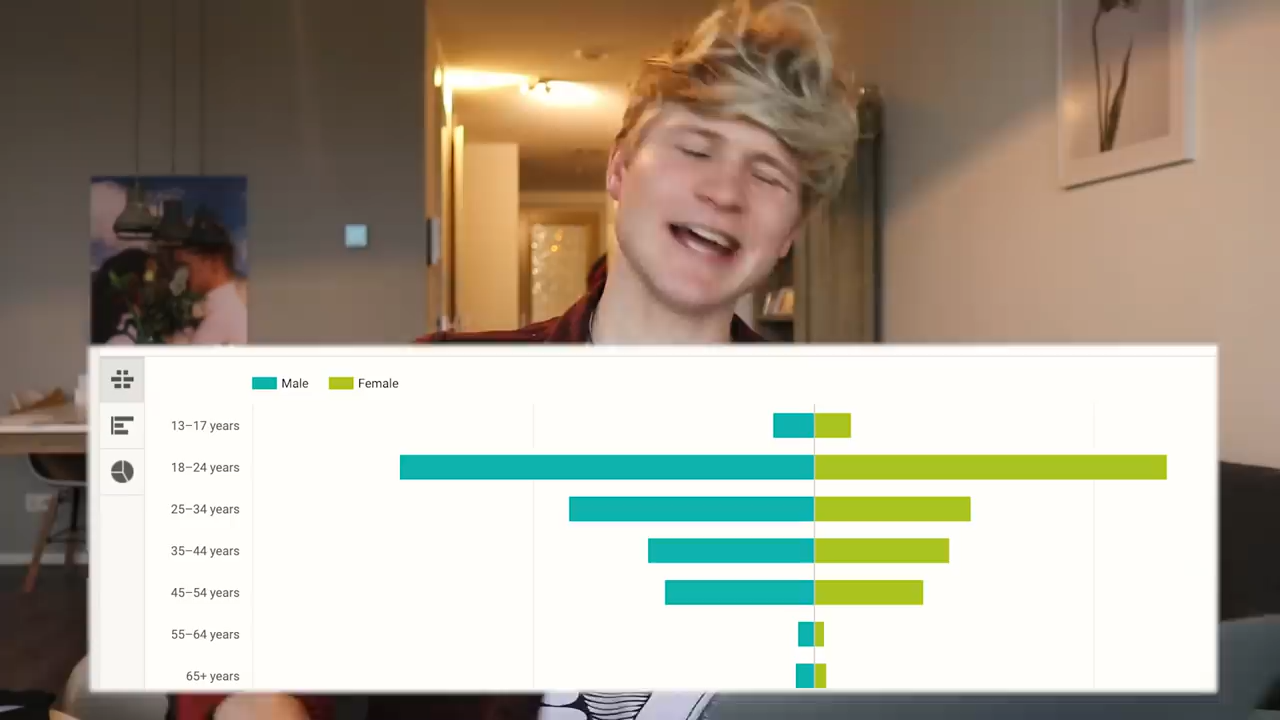 Male Female
13–17 years
18–24 years
25–34 years
35–44 years
45–54 years
55–64 years
65+ years